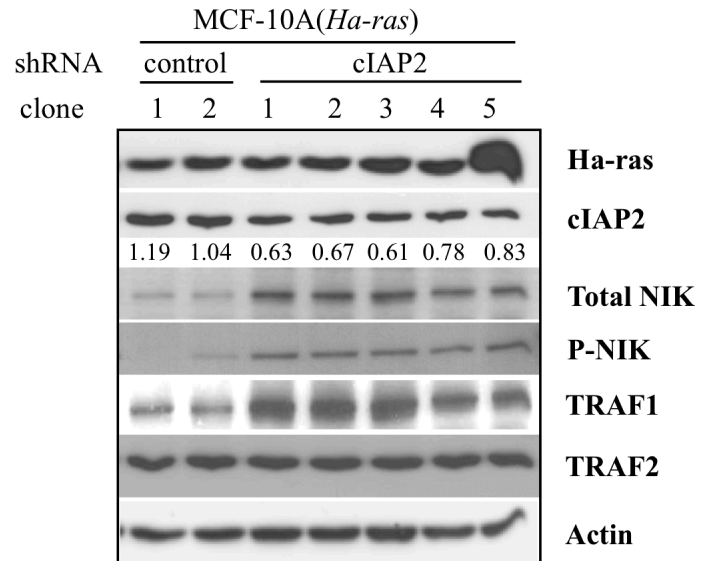 MCF-10A(Ha-ras)
shRNA control cIAP2
clone 1 2 1 2 3 4 5
Ha-ras
cIAP2
1.19 1.04 0.63 0.67 0.61 0.78 0.83
Total NIK
P-NIK
TRAF1
TRAF2
Actin